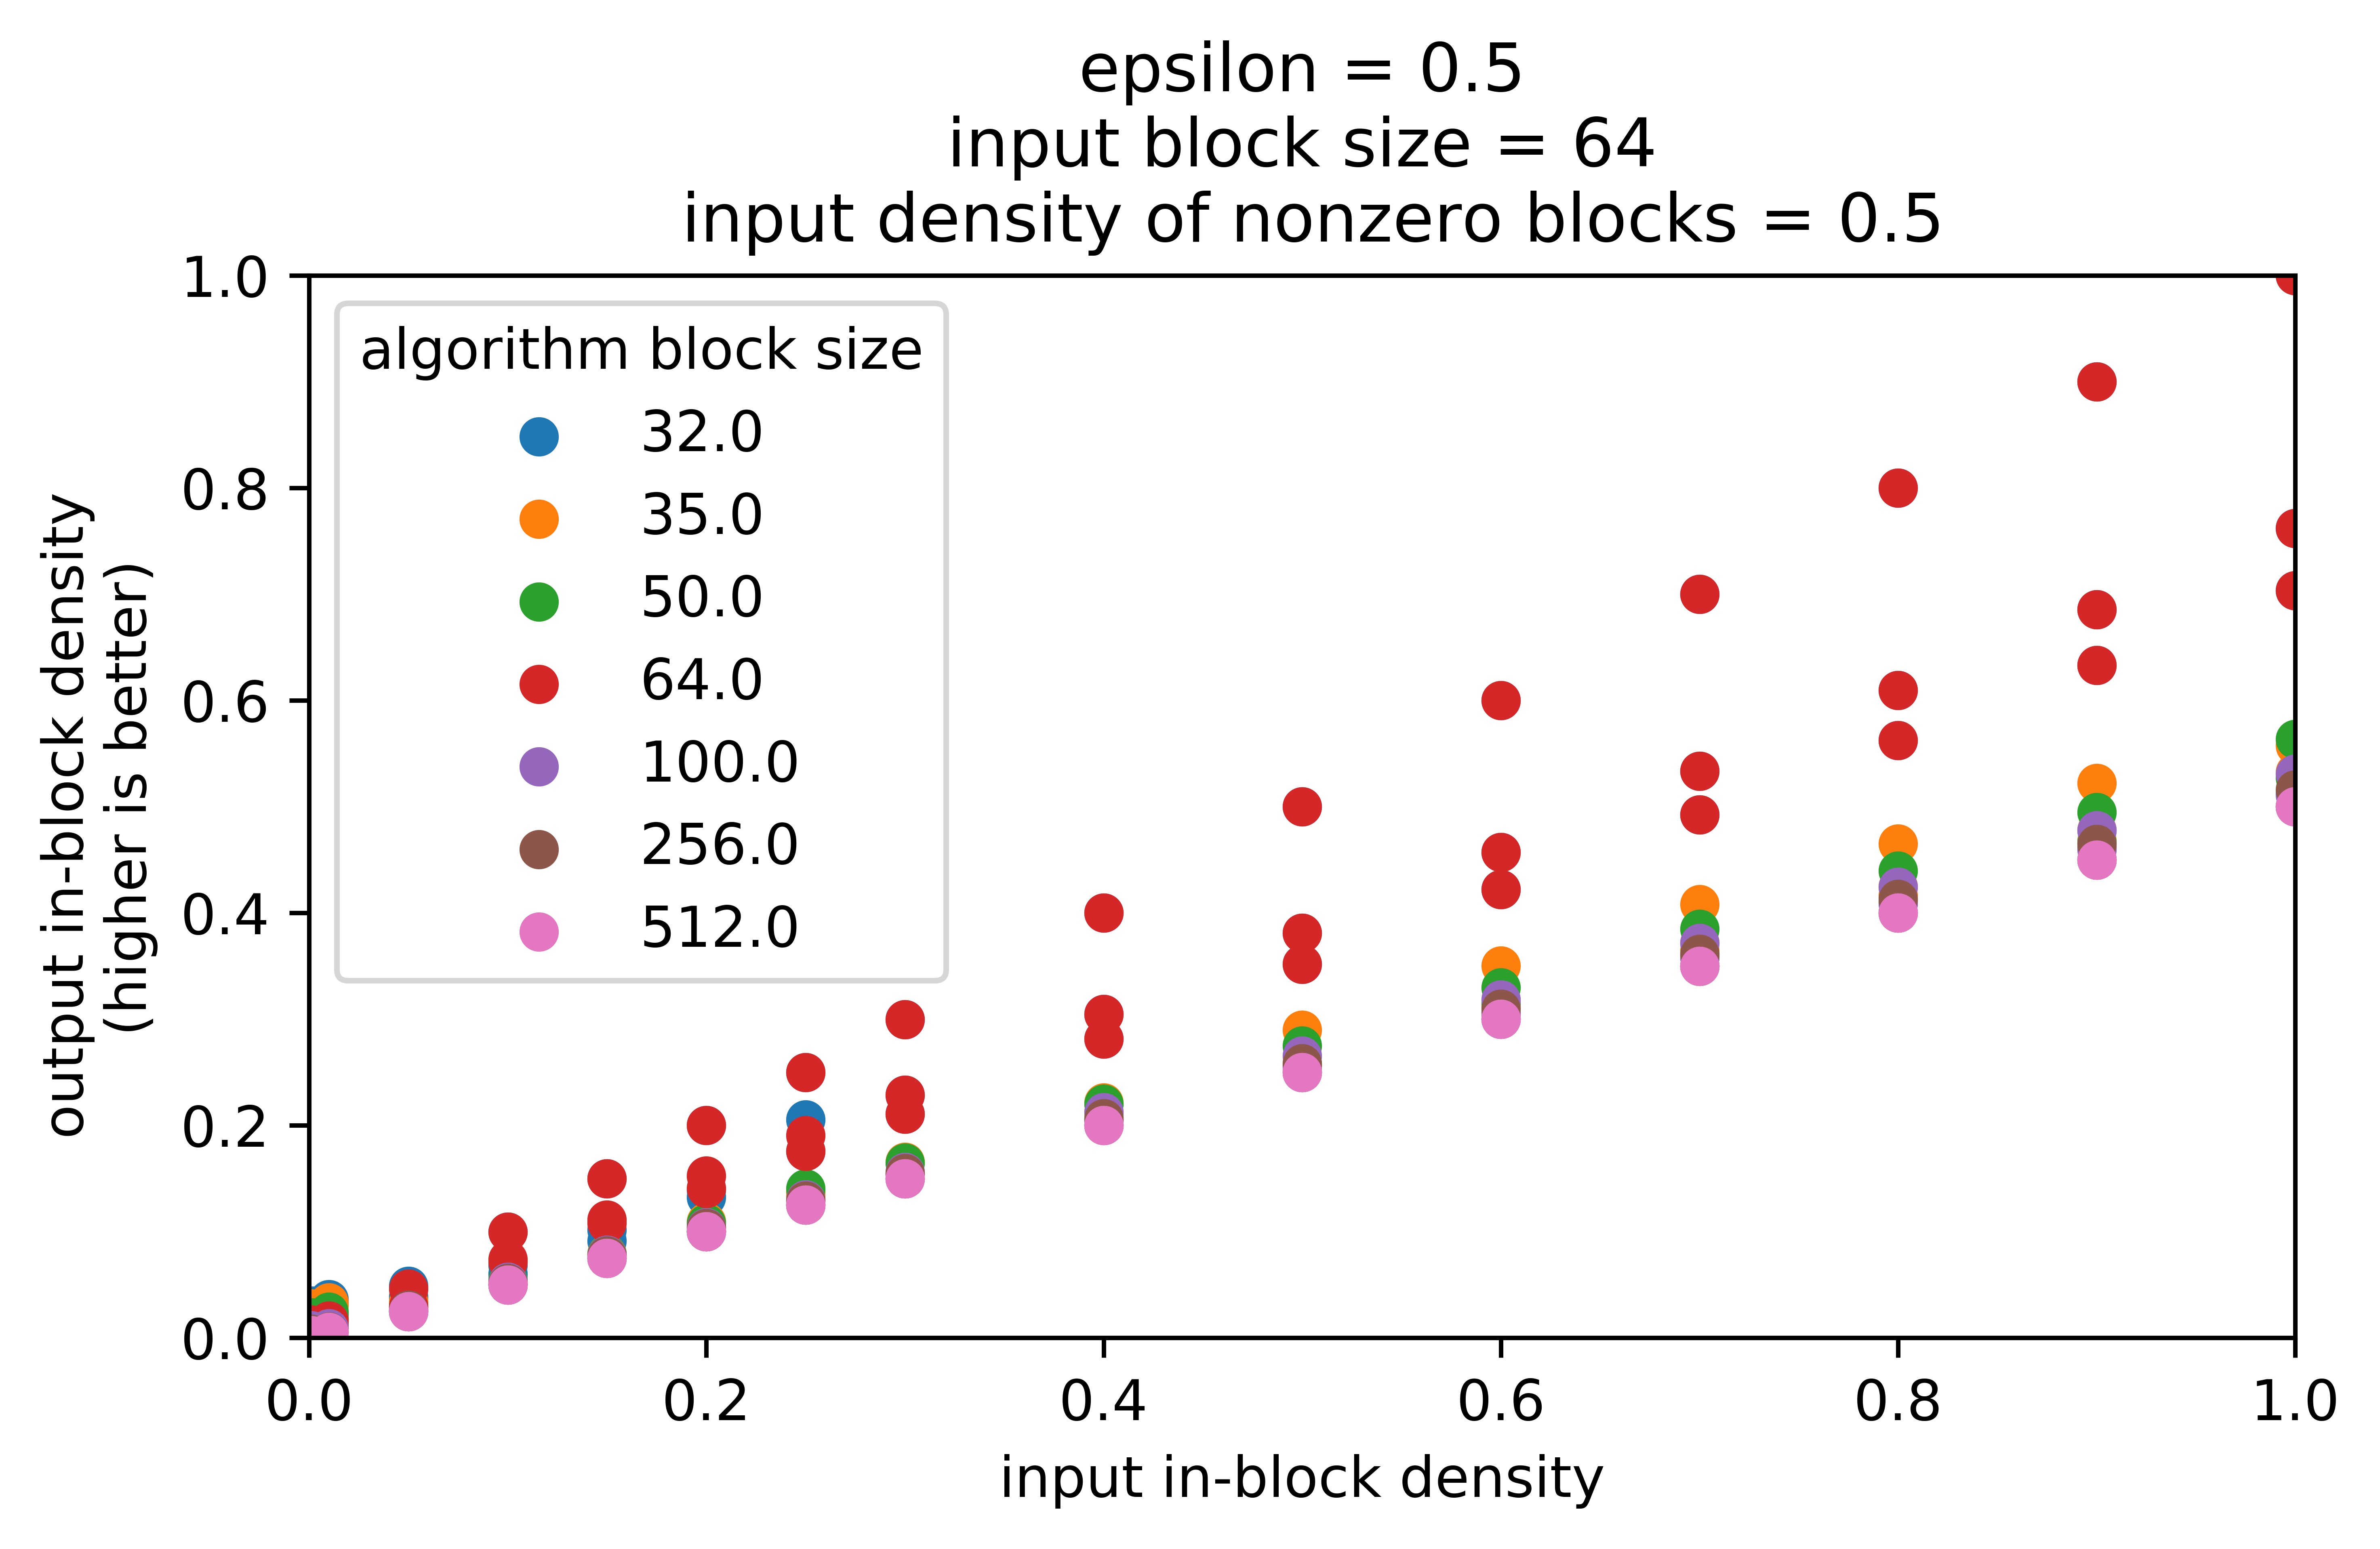 epsilon = 0.5
input block size = 64
input density of nonzero blocks = 0.5
output in-block density
(higher is better)
1.0
0.8
0.6
0.4
0.2
0.0
algorithm block size
32.0
35.0
50.0
64.0
100.0
256.0
512.0
0.0 0.2 0.4 0.6 0.8 1.0
input in-block density